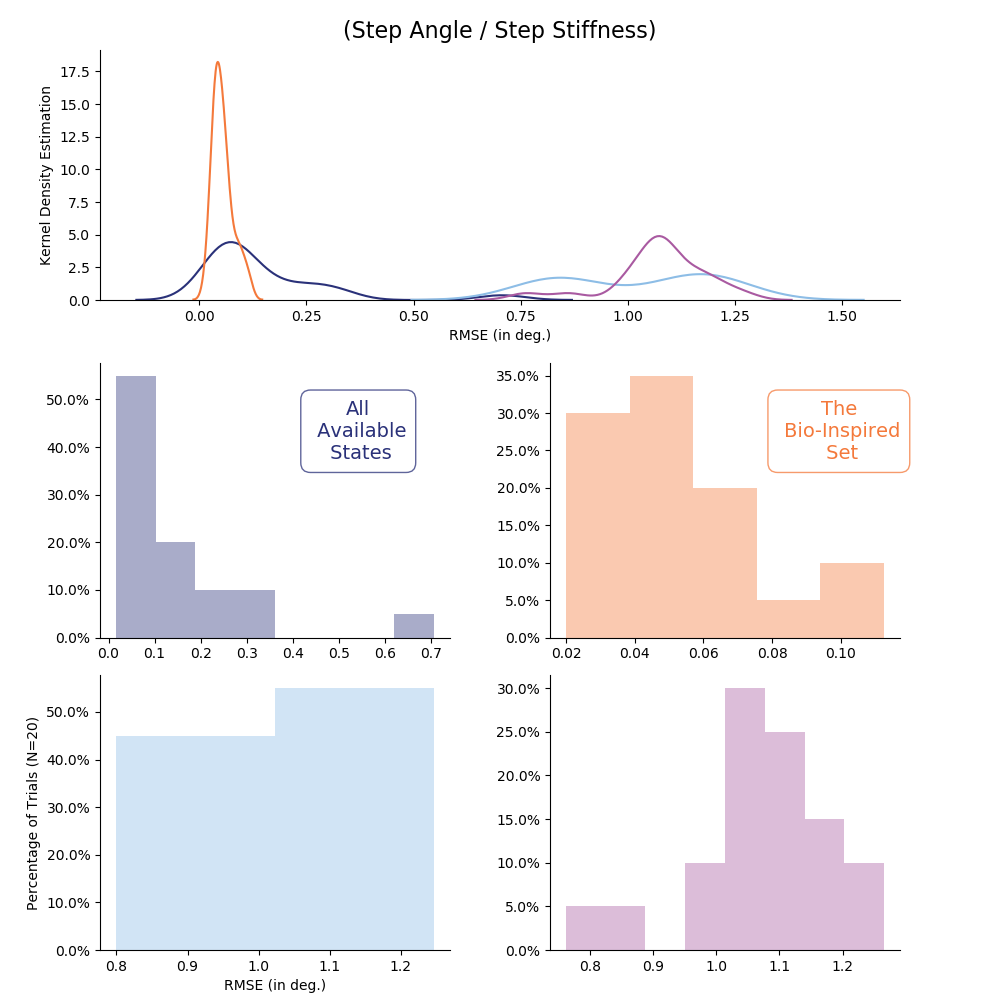 (Step Angle / Step Stiffness)
Kernel Density Estimation
17.5
15.0
12.5
10.0
7.5
5.0
2.5
0.0
0.00 0.25 0.50 0.75 1.00 1.25 1.50
RMSE (in deg.)
50.0%
40.0%
30.0%
20.0%
10.0%
0.0%
0.0 0.1 0.2 0.3 0.4 0.5 0.6 0.7
All
Available
States
35.0%
30.0%
25.0%
20.0%
15.0%
10.0%
5.0%
0.0%
0.02 0.04 0.06 0.08 0.10
The
Bio-Inspired
Set
Percentage of Trials (N=20)
50.0%
40.0%
30.0%
20.0%
10.0%
0.0%
0.8 0.9 1.0 1.1 1.2
RMSE (in deg.)
30.0%
25.0%
20.0%
15.0%
10.0%
5.0%
0.0%
0.8 0.9 1.0 1.1 1.2